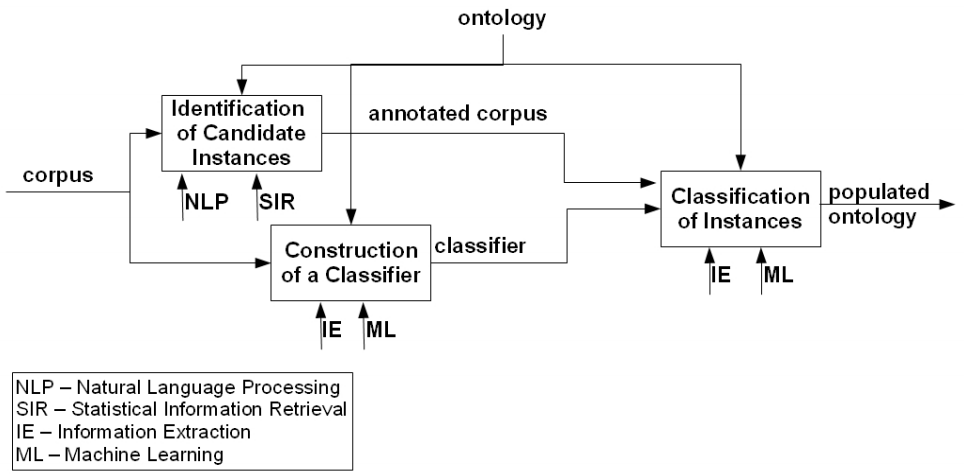 ontology
Identification
of Candidate
Instances
annotated corpus
corpus
NLP
SIR
Classification
of Instances
populated
ontology
Construction
of a Classifier
classifier
IE
ML
IE
ML
NLP – Natural Language Processing
SIR – Statistical Information Retrieval
IE – Information Extraction
ML – Machine Learning